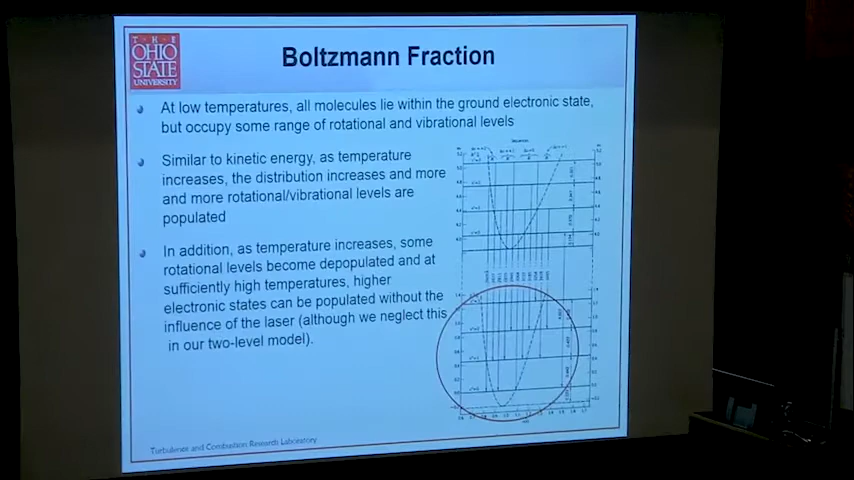 THE
OHIO
STATE
UNIVERSITY
Boltzmann Fraction
At low temperatures, all molecules lie within the ground electronic state,
but occupy some range of rotational and vibrational levels
Similar to kinetic energy, as temperature
increases, the distribution increases and more
and more rotational/vibrational levels are
populated
In addition, as temperature increases, some
rotational levels become depopulated and at
sufficiently high temperatures, higher
electronic states can be populated without the
influence of the laser (although we neglect this
in our two-level model).
Turbulence and Combustion Research Laboratory